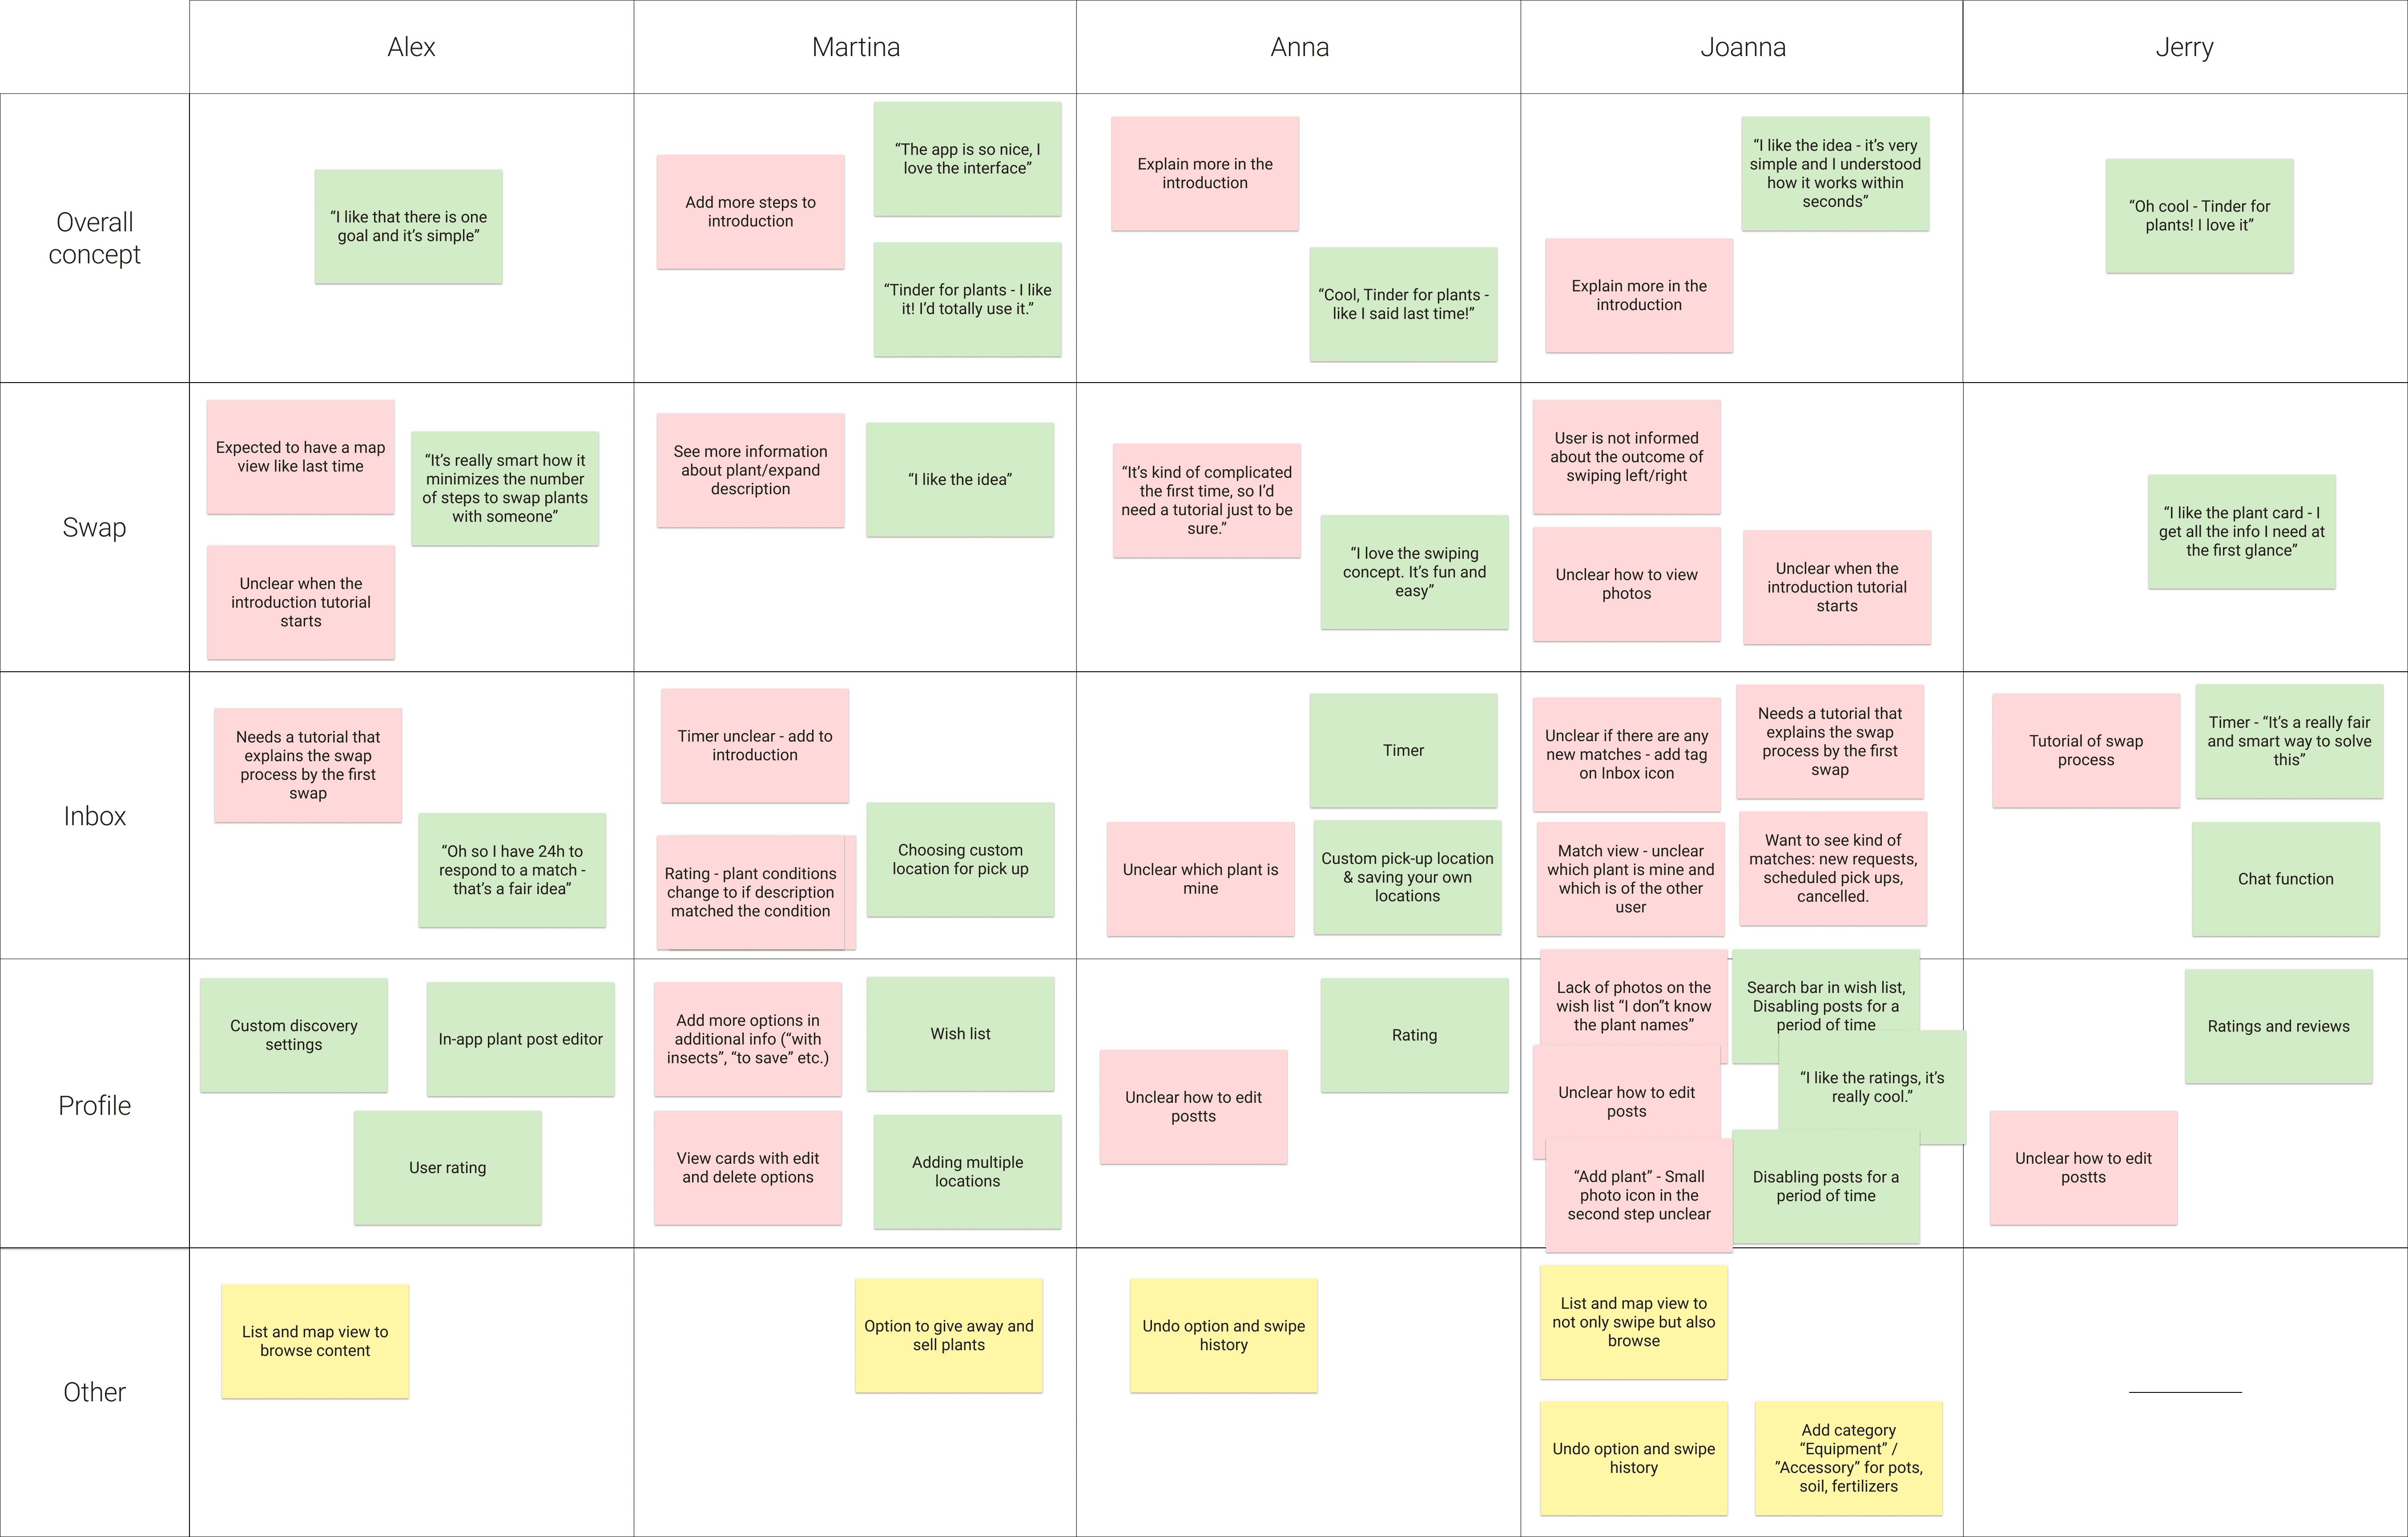 Alex
Martina
Anna
Joanna
Jerry
Overall
concept
“I like that there is one
goal and it’s simple”
Add more steps to
introduction
“The app is so nice, I
love the interface”
“Tinder for plants - I like
it! I’d totally use it.”
Explain more in the
introduction
“Cool, Tinder for plants -
like I said last time!”
“I like the idea - it’s very
simple and I understood
how it works within
seconds”
Explain more in the
introduction
“Oh cool - Tinder for
plants! I love it”
Swap
Expected to have a map
view like last time
“It’s really smart how it
minimizes the number
of steps to swap plants
with someone”
Unclear when the
introduction tutorial
starts
See more information
about plant/expand
description
“I like the idea”
“It’s kind of complicated
the first time, so I’d
need a tutorial just to be
sure.”
“I love the swiping
concept. It’s fun and
easy”
User is not informed
about the outcome of
swiping left/right
Unclear how to view
photos
Unclear when the
introduction tutorial
starts
“I like the plant card - I
get all the info I need at
the first glance”
Inbox
Needs a tutorial that
explains the swap
process by the first
swap
“Oh so I have 24h to
respond to a match -
that’s a fair idea”
Timer unclear - add to
introduction
Rating - plant conditions
change to if description
matched the condition
Choosing custom
location for pick up
Timer
Unclear which plant is
mine
Custom pick-up location
& saving your own
locations
Unclear if there are any
new matches - add tag
on Inbox icon
Needs a tutorial that
explains the swap
process by the first
swap
Match view - unclear
which plant is mine and
which is of the other
user
Want to see kind of
matches: new requests,
scheduled pick ups,
cancelled.
Tutorial of swap
process
Timer - “It’s a really fair
and smart way to solve
this”
Chat function
Profile
Custom discovery
settings
In-app plant post editor
User rating
Add more options in
additional info (“with
insects”, “to save” etc.)
Wish list
View cards with edit
and delete options
Adding multiple
locations
Unclear how to edit
postts
Rating
Lack of photos on the
wish list “I don”t know
the plant names”
Search bar in wish list,
Disabling posts for a
period of time
Unclear how to edit
posts
“I like the ratings, it’s
really cool.”
“Add plant” - Small
photo icon in the
second step unclear
Disabling posts for a
period of time
Ratings and reviews
Unclear how to edit
postts
Other
List and map view to
browse content
Option to give away and
sell plants
Undo option and swipe
history
List and map view to
not only swipe but also
browse
Undo option and swipe
history
Add category
“Equipment” /
”Accessory” for pots,
soil, fertilizers